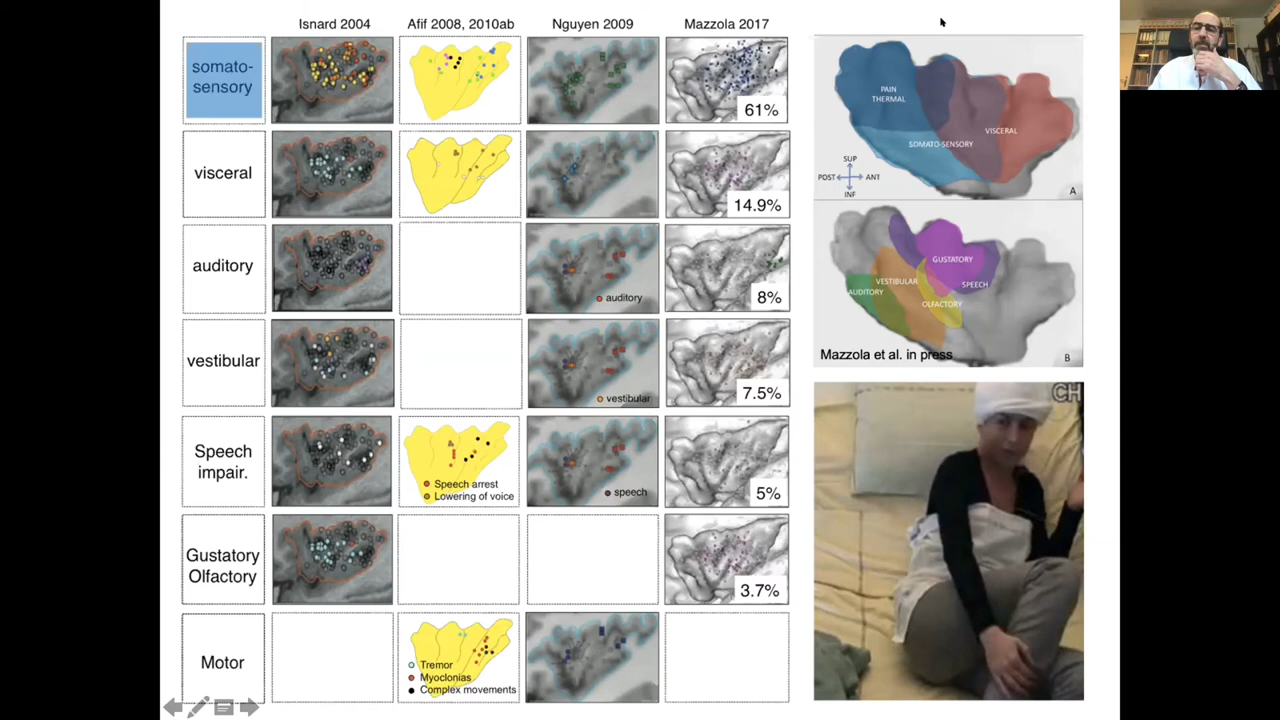 Isnard 2004
Afif 2008, 2010ab
Nguyen 2009
Mazzola 2017
somato-
sensory
61%
visceral
14.9%
auditory
auditory
8%
vestibular
vestibular
7.5%
Speech
impair.
Speech arrest
Lowering of voice
speech
5%
Gustatory
Olfactory
3.7%
Motor
Tremor
Myoclonias
Complex movements
PAIN
THERMAL
VISCERAL
SOMATO-SENSORY
SUP
POST
ANT
INF
A
GUSTATORY
VESTIBULAR
SPEECH
AUDITORY
OLFACTORY
Mazzola et al. in press
B
CH